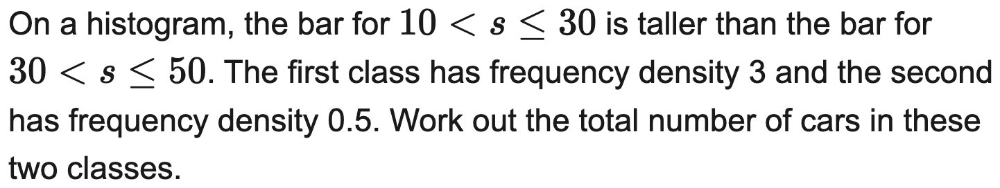 On a histogram, the bar for 10 < s ≤ 30 is taller than the bar for
30 < s ≤ 50. The first class has frequency density 3 and the second
has frequency density 0.5. Work out the total number of cars in these
two classes.